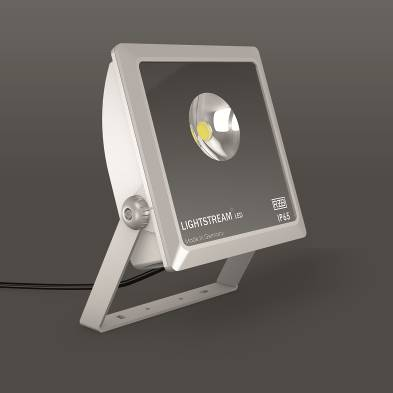 LIGHTSTREAM LED
Made in Germany
RZB
IP65